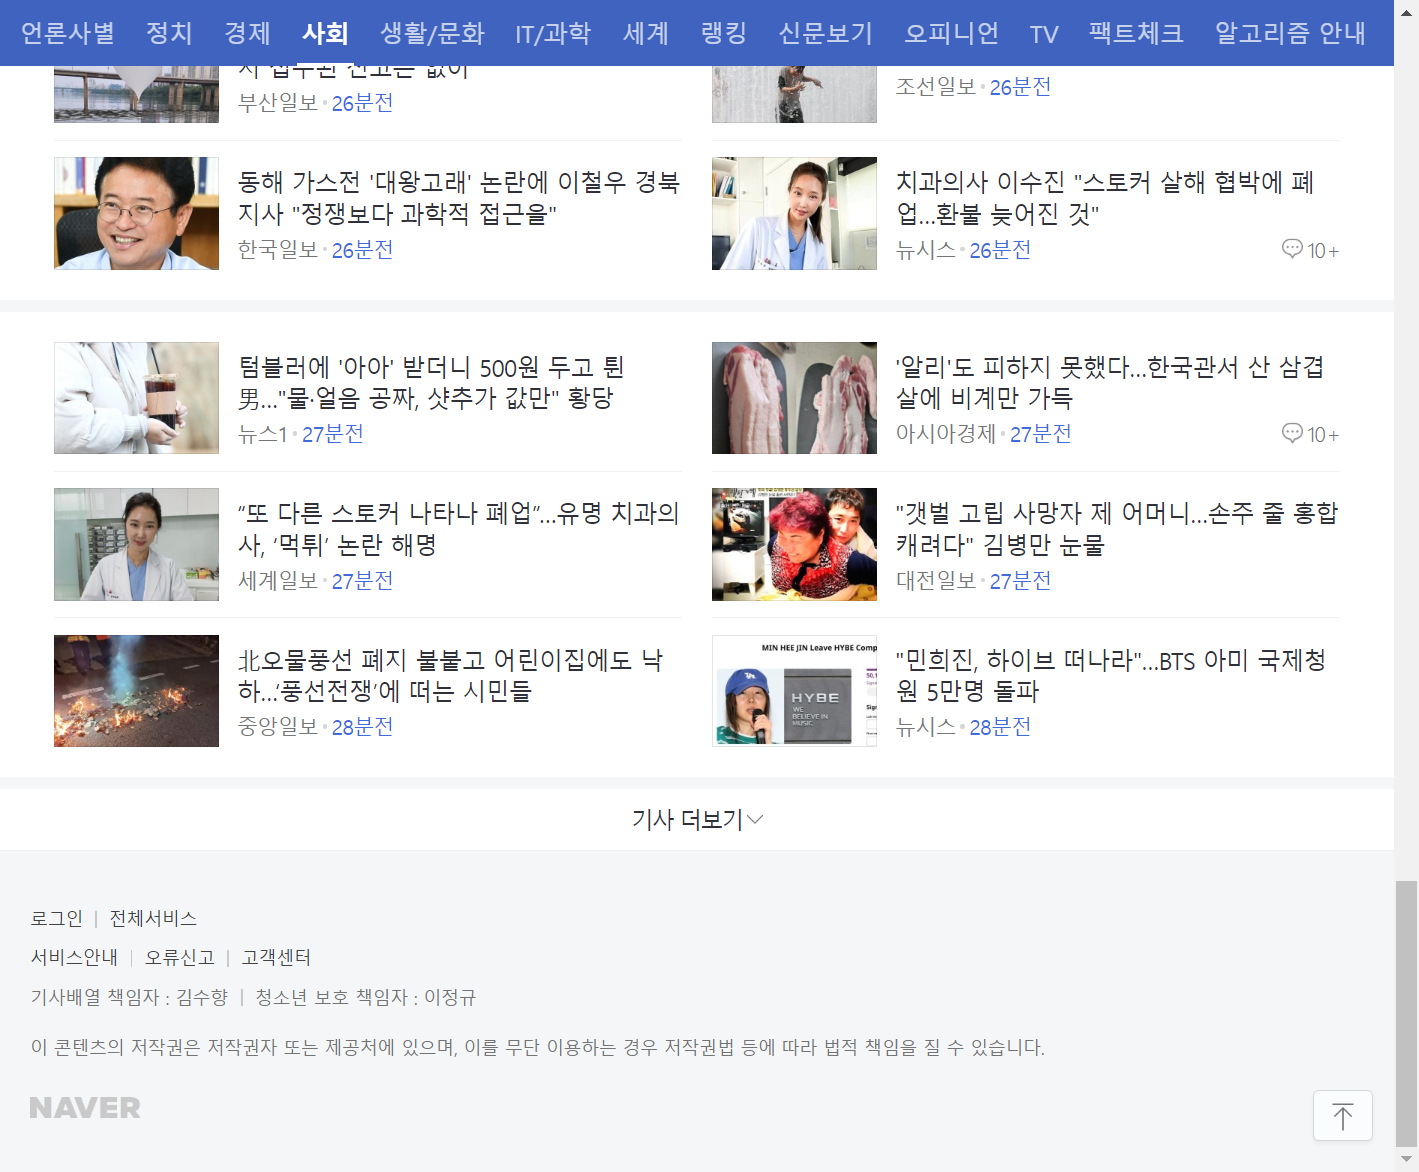 언론사별 정치 경제 사회 생활/문화 IT/과학 세계 랭킹 신문보기 오피니언 TV 팩트체크 알고리즘 안내
부산일보 26분전
조선일보 26분전
동해 가스전 '대왕고래' 논란에 이철우 경북
지사 "정쟁보다 과학적 접근을"
한국일보 26분전
치과의사 이수진 "스토커 살해 협박에 폐
업…환불 늦어진 것"
뉴시스 26분전
10+
텀블러에 '아아' 받더니 500원 두고 튄
男…"물·얼음 공짜, 샷추가 값만" 황당
뉴스1 27분전
'알리'도 피하지 못했다…한국관서 산 삼겹
살에 비계만 가득
아시아경제 27분전
10+
“또 다른 스토커 나타나 폐업”…유명 치과의
사, ‘먹튀’ 논란 해명
세계일보 27분전
"갯벌 고립 사망자 제 어머니…손주 줄 홍합
캐려다" 김병만 눈물
대전일보 27분전
北오물풍선 폐지 불붙고 어린이집에도 낙
하…‘풍선전쟁’에 떠는 시민들
중앙일보 28분전
MIN HEE JIN Leave HYBE Comp
HYBE
WE
BELIEVE IN
MUSIC
"민희진, 하이브 떠나라"…BTS 아미 국제청
원 5만명 돌파
뉴시스 28분전
기사 더보기
로그인 전체서비스
서비스안내 오류신고 고객센터
기사배열 책임자 : 김수향 청소년 보호 책임자 : 이정규
이 콘텐츠의 저작권은 저작권자 또는 제공처에 있으며, 이를 무단 이용하는 경우 저작권법 등에 따라 법적 책임을 질 수 있습니다.
NAVER